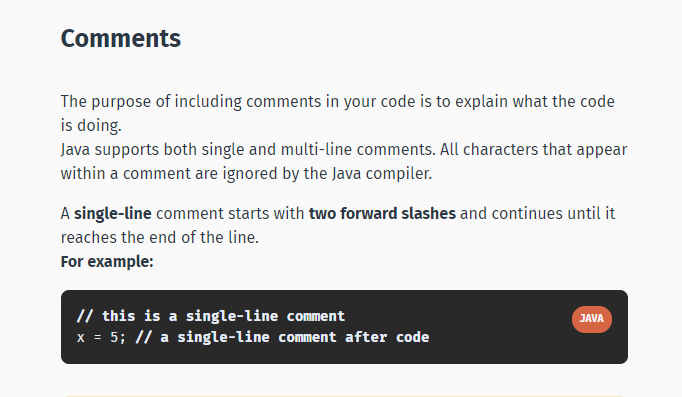 Comments
The purpose of including comments in your code is to explain what the code
is doing.
Java supports both single and multi-line comments. All characters that appear
within a comment are ignored by the Java compiler.
A single-line comment starts with two forward slashes and continues until it
reaches the end of the line.
For example:
// this is a single-line comment
JAVA
x = 5; // a single-line comment after code